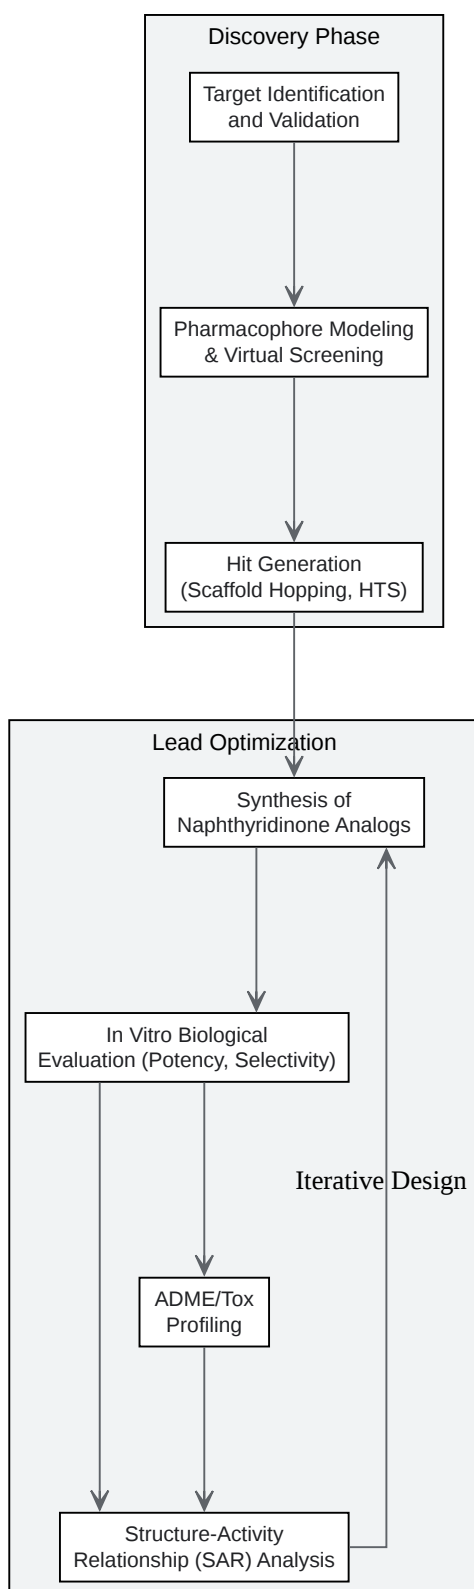 Discovery Phase
Target Identification
and Validation
Pharmacophore Modeling
& Virtual Screening
Hit Generation
(Scaffold Hopping, HTS)
Lead Optimization
Synthesis of
Naphthyridinone Analogs
In Vitro Biological
Evaluation (Potency, Selectivity)
Iterative Design
ADME/Tox
Profiling
Structure-Activity
Relationship (SAR) Analysis